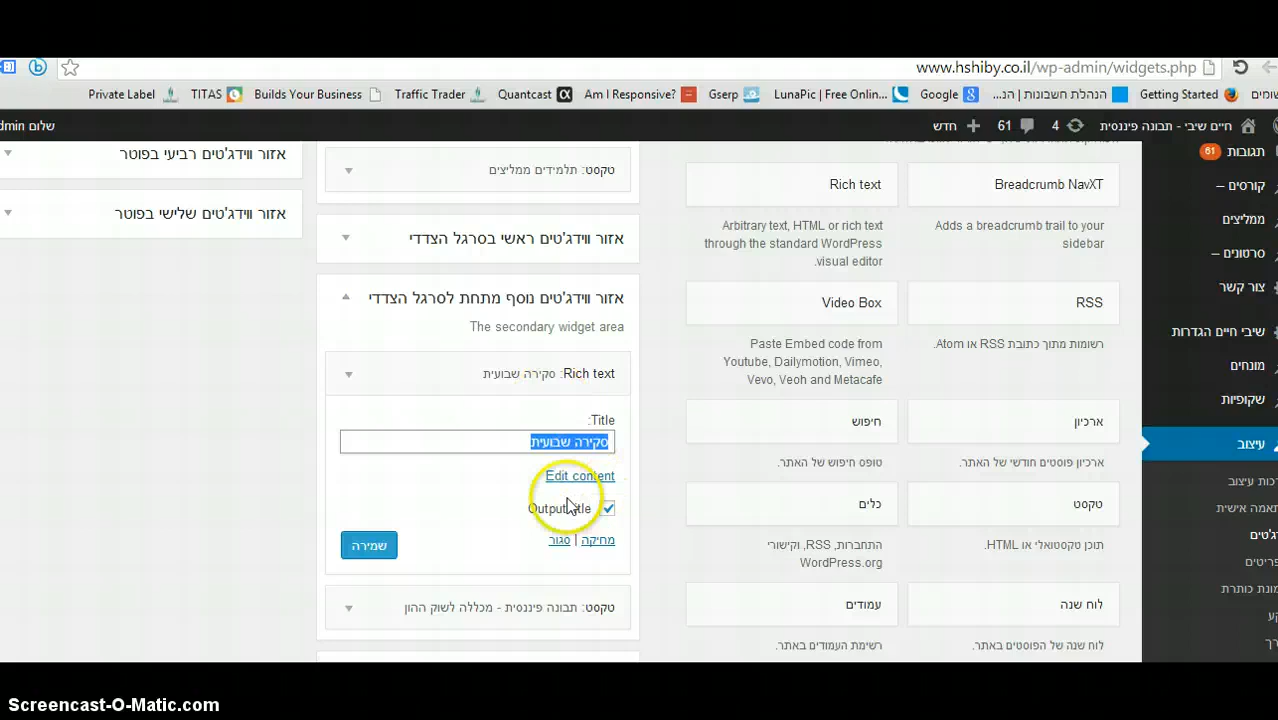 www.hshiby.co.il/wp-admin/widgets.php
Private Label
TITAS
Builds Your Business
Traffic Trader
Quantcast
Am I Responsive?
Gserp
LunaPic | Free Online...
Google
הנהלת חשבונות | הנ...
Getting Started
חיים שיבי - תבונה פיננסית
4
61
חדש
תגובות
61
קורסים –
ממליצים
סרטונים –
צור קשר
שיבי חיים הגדרות
מונחים
שקופיות
עיצוב
Breadcrumb NavXT
Adds a breadcrumb trail to your
sidebar
Rich text
Arbitrary text, HTML or rich text
through the standard WordPress
.visual editor
RSS
רשומות מתוך כתובת RSS או Atom.
Video Box
Paste Embed code from
Youtube, Dailymotion, Vimeo,
Vevo, Veoh and Metacafe
ארכיון
ארכיון פוסטים חודשי של האתר.
חיפוש
טופס חיפוש של האתר.
טקסט
תוכן טקסטואלי או HTML.
כלים
התחברות, RSS, וקישורי
WordPress.org
לוח שנה
לוח שנה של הפוסטים באתר.
עמודים
רשימת העמודים באתר.
טקסט: תלמידים ממליצים
אזור ווידג'טים ראשי בסרגל הצדדי
אזור ווידג'טים נוסף מתחת לסרגל הצדדי
The secondary widget area
Rich text: סקירה שבועית
:Title
סקירה שבועית
Edit content
מחיקה | סגור
שמירה
טקסט: תבונה פיננסית - מכללה לשוק ההון
אזור ווידג'טים רביעי בפוטר
אזור ווידג'טים שלישי בפוטר
Screencast-O-Matic.com